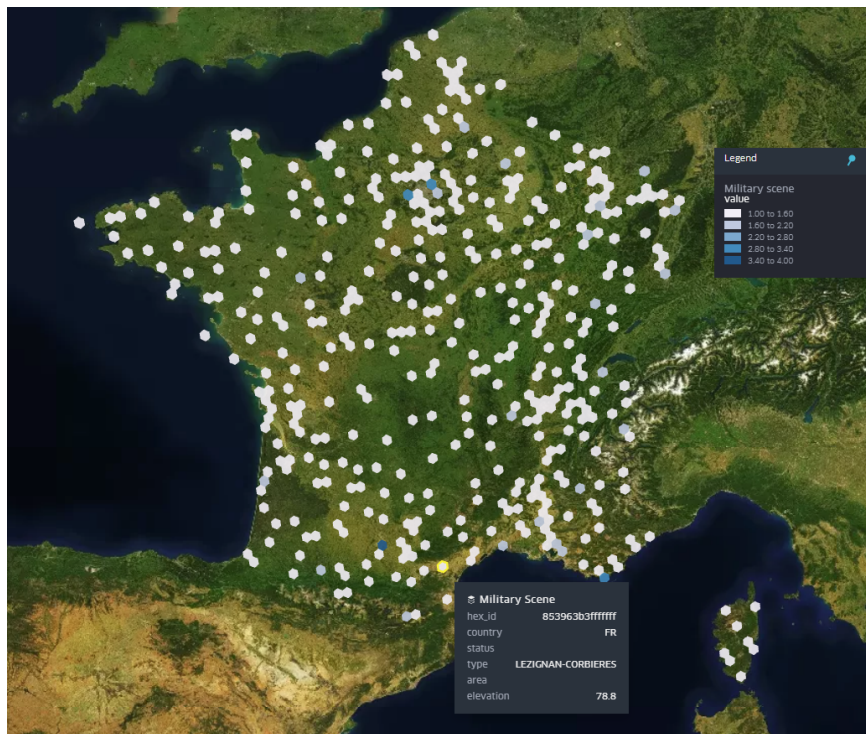 Legend
Military scene
value
1.00 to 1.60
1.60 to 2.20
2.20 to 2.80
2.80 to 3.40
3.40 to 4.00
Military Scene
hex_id 853963b3fffffff
country FR
status
type LEZIGNAN-CORBIERES
area
elevation 78.8